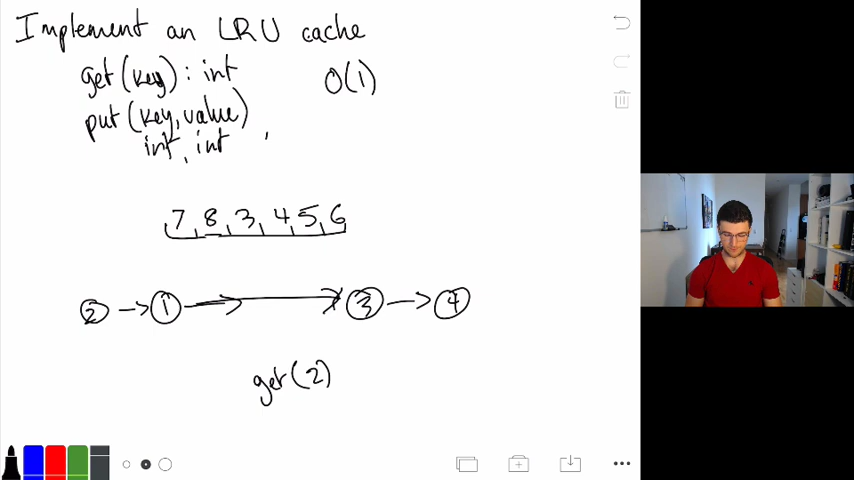 Implement an LRU cache
get(key): int O(1)
put(key, value)
int, int ,
7, 8, 3, 4, 5, 6
2 → 1 → 3 → 4
get(2)